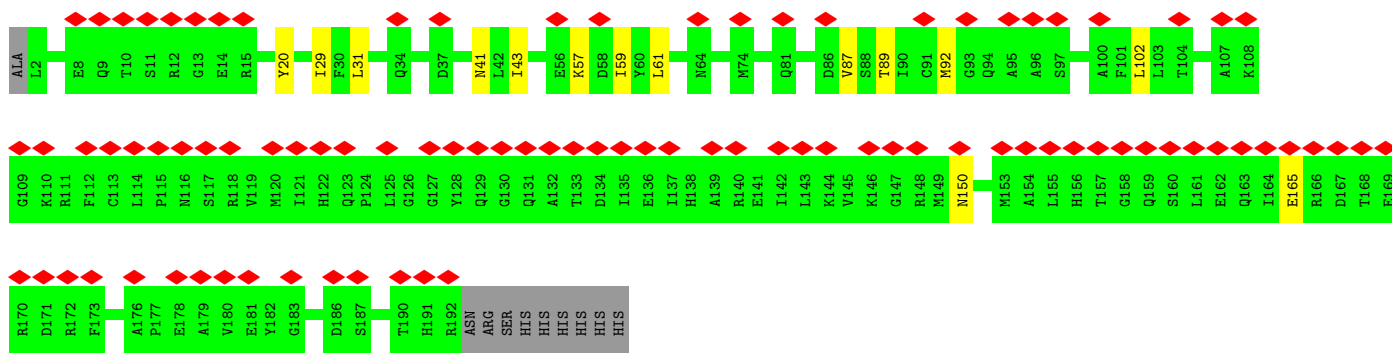 ALA L2 E8 Q9 T10 S11 R12 G13 E14 R15 Y20 I29 F30 L31 Q34 D37 N41 L42 I43 E56 K57 D58 I59 Y60 L61 N64 M74 Q81 D86 V87 S88 T89 I90 C91 M92 G93 Q94 A95 A96 S97 A100 F101 L102 L103 T104 A107 K108
G109 K110 R111 F112 C113 L114 P115 N116 S117 R118 V119 M120 I121 H122 Q123 P124 L125 G126 G127 Y128 Q129 G130 Q131 A132 T133 D134 I135 E136 I137 H138 A139 R140 E141 I142 L143 K144 V145 K146 G147 R148 M149 N150 M153 A154 L155 H156 T157 G158 Q159 S160 L161 E162 Q163 I164 E165 R166 D167 T168 E169
R170 D171 R172 F173 A176 P177 E178 A179 V180 E181 Y182 G183 D186 S187 T190 H191 R192 ASN ARG SER HIS HIS HIS HIS HIS HIS